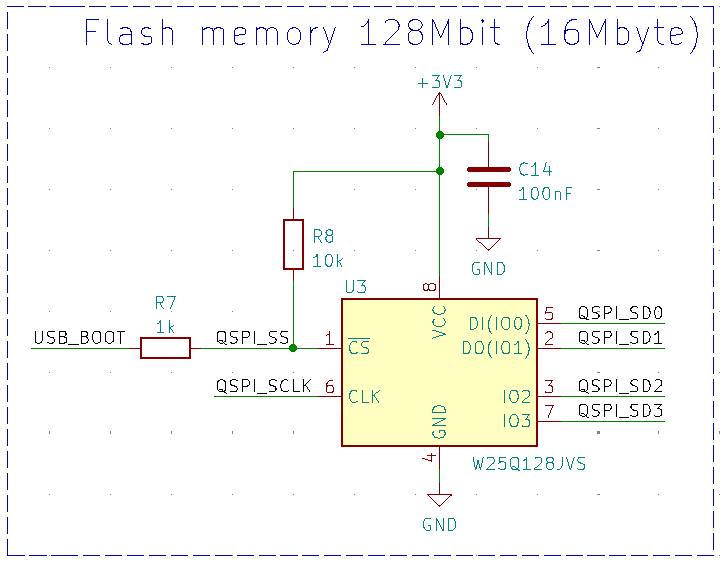 Flash memory 128Mbit (16Mbyte)
+3V3
C14
100nF
GND
R8
10k
U3
8
R7
1k
USB_BOOT
QSPI_SS
1
CS
QSPI_SCLK
6
CLK
VCC
GND
DI(IO0)
5
QSPI_SD0
DO(IO1)
2
QSPI_SD1
IO2
3
QSPI_SD2
IO3
7
QSPI_SD3
4
W25Q128JVS
GND